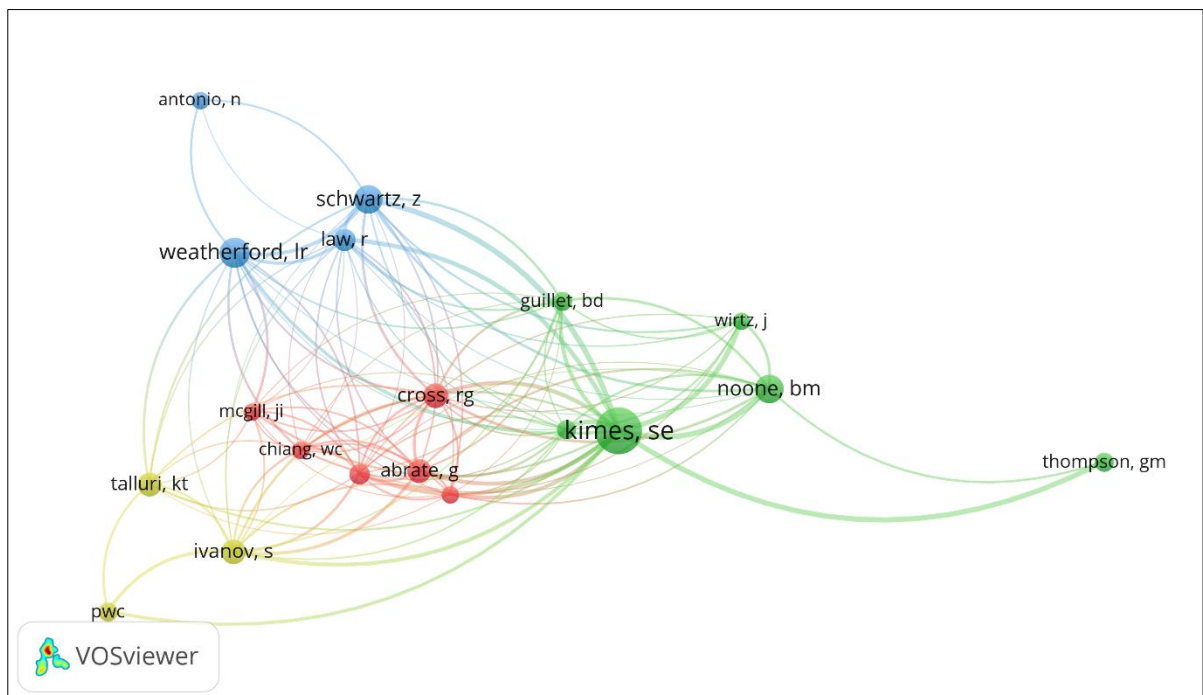 antonio, n
schwartz, z
law, r
weatherford, lr
guillet, bd
wirtz, j
noone, bm
cross, rg
mcgill, ji
kimes, se
chiang, wc
thompson, gm
abrate, g
talluri, kt
ivanov, s
pwc
VOSviewer